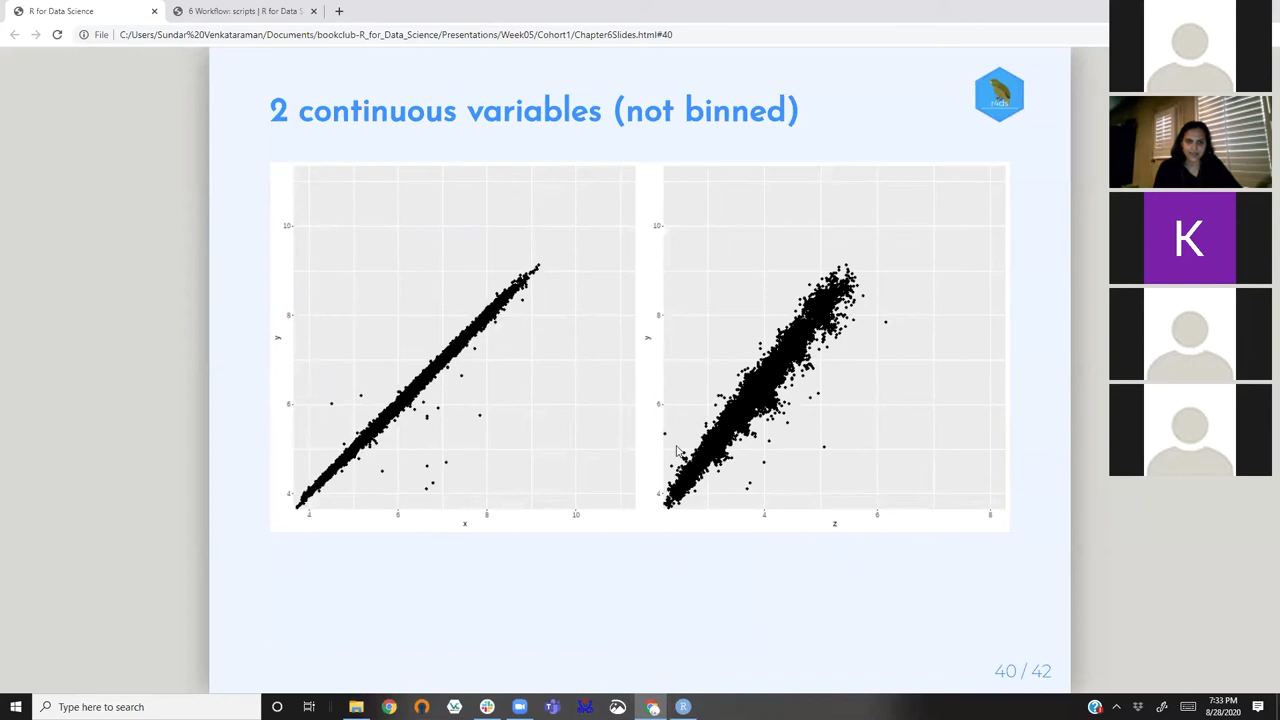 R for Data Science
6 Workflow: scripts | R for Data S
File
C:/Users/Sundar%20Venkataraman/Documents/bookclub-R_for_Data_Science/Presentations/Week05/Cohort1/Chapter6Slides.html#40
2 continuous variables (not binned)
r4ds
10
8
6
4
y
4
6
8
10
x
10
8
6
4
y
4
6
8
z
K
40 / 42
Type here to search
7:33 PM
8/28/2020